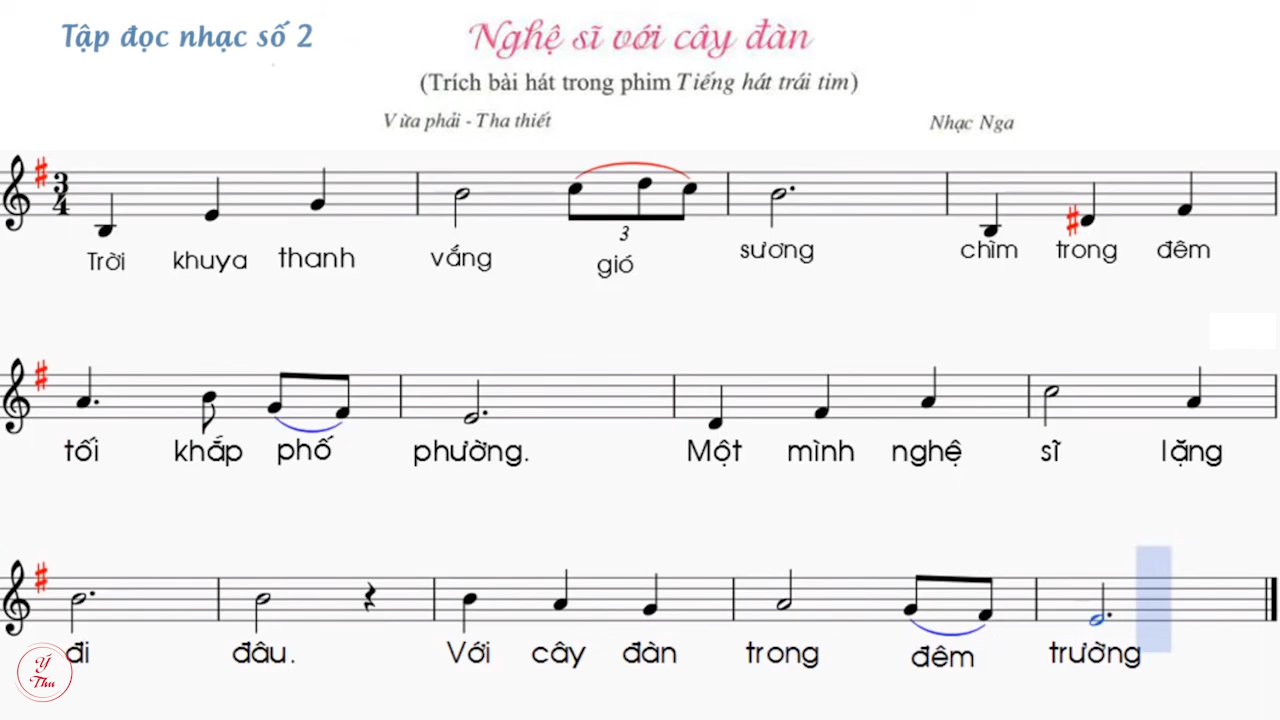 Tập đọc nhạc số 2
Nghệ sĩ với cây đàn
(Trích bài hát trong phim Tiếng hát trái tim)
Vừa phải - Tha thiết
Nhạc Nga
3
4
3
Trời khuya thanh vắng gió sương chìm trong đêm
tối khắp phố phường. Một mình nghệ sĩ lặng
đi đâu. Với cây đàn trong đêm trường
Ý
Thu